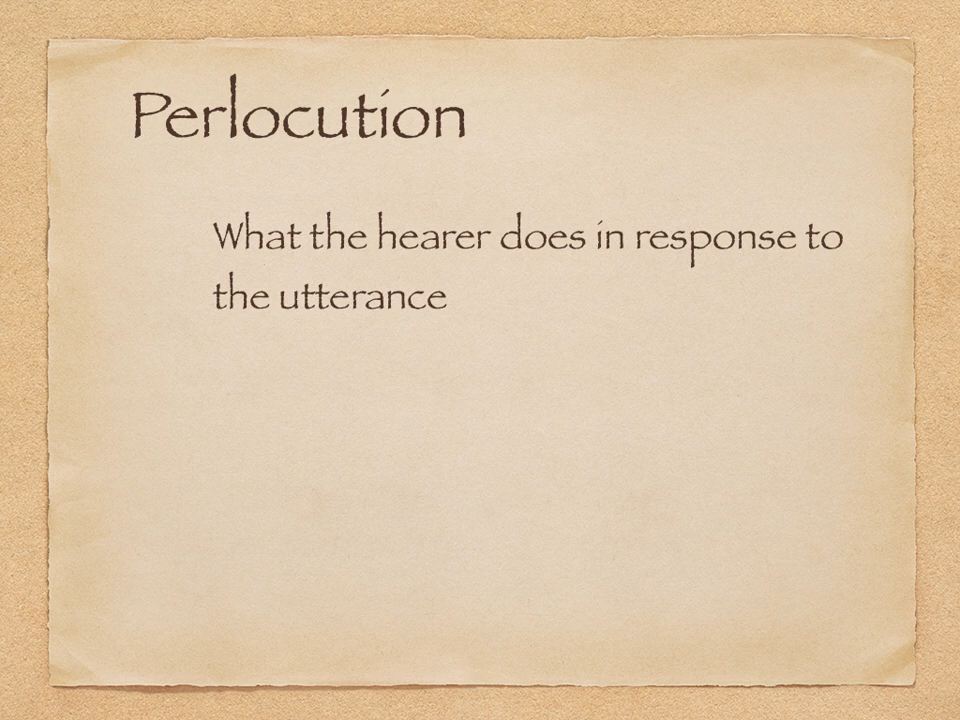 Perlocution
What the hearer does in response to
the utterance